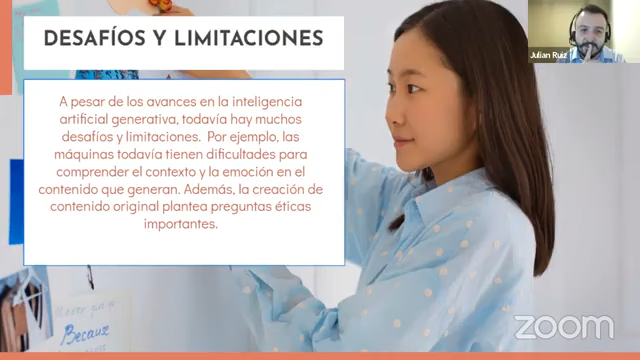 DESAFÍOS Y LIMITACIONES
A pesar de los avances en la inteligencia
artificial generativa, todavía hay muchos
desafíos y limitaciones. Por ejemplo, las
máquinas todavía tienen dificultades para
comprender el contexto y la emoción en el
contenido que generan. Además, la creación de
contenido original plantea preguntas éticas
importantes.
Julian Ruiz
Because
zoom